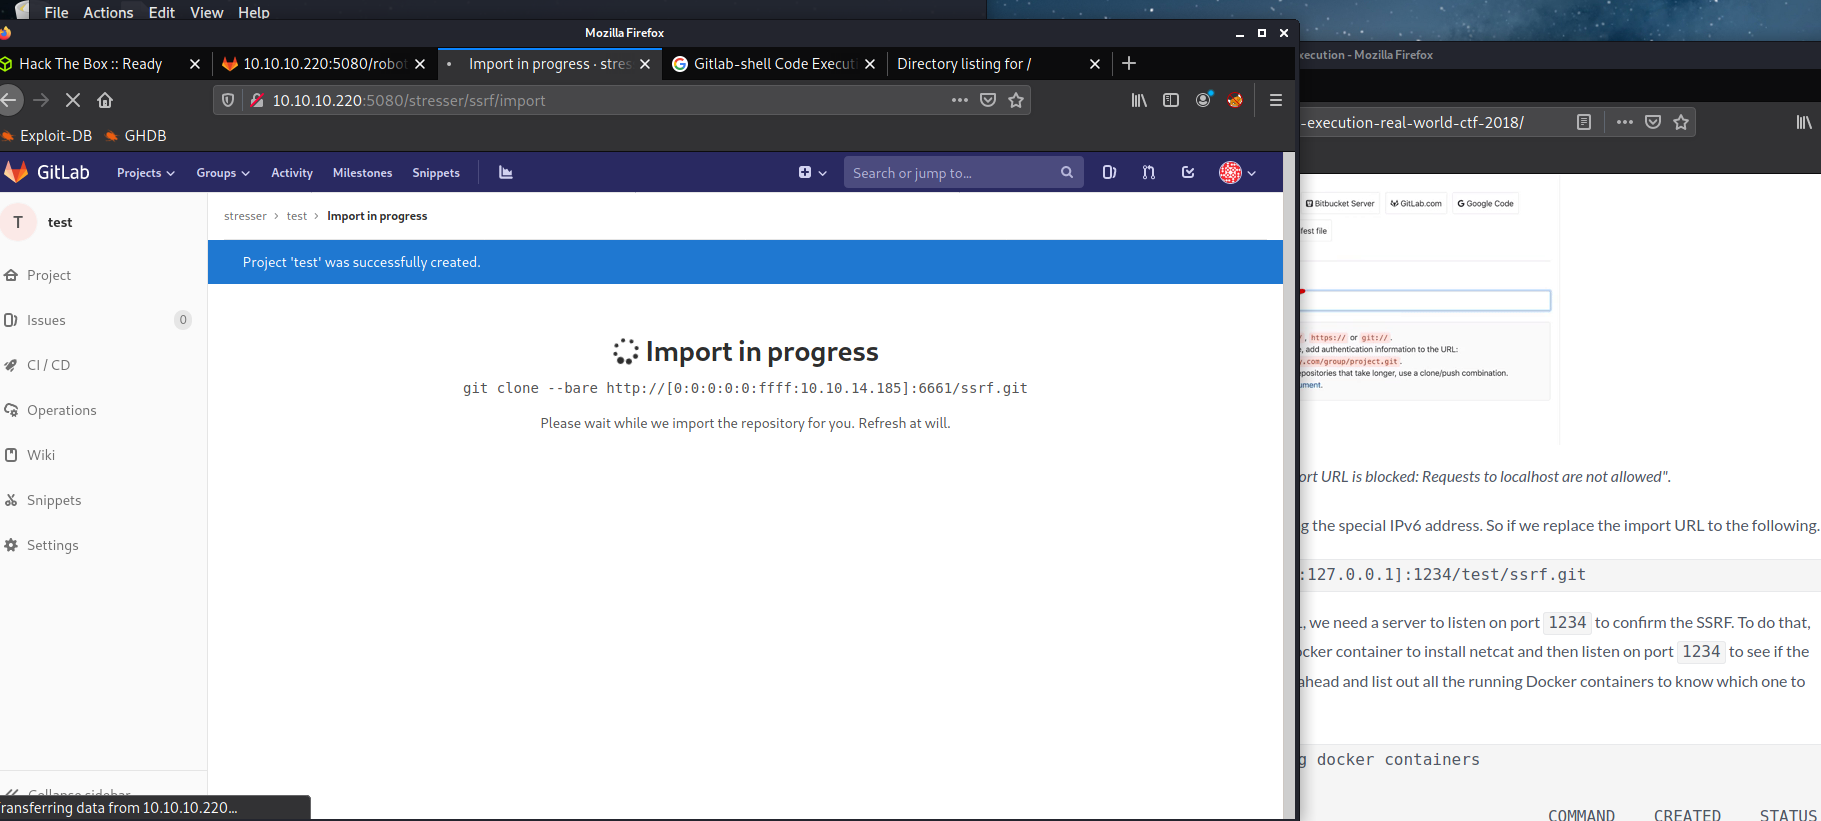 File Actions Edit View Help
Mozilla Firefox
Hack The Box :: Ready
10.10.10.220:5080/robot
Import in progress · stres
Gitlab-shell Code Executi
Directory listing for /
xecution - Mozilla Firefox
10.10.10.220:5080/stresser/ssrf/import
-execution-real-world-ctf-2018/
Exploit-DB
GHDB
GitLab
Projects
Groups
Activity
Milestones
Snippets
Search or jump to...
T
test
stresser > test > Import in progress
Project 'test' was successfully created.
Project
Issues
0
CI / CD
Operations
Wiki
Snippets
Settings
Collapse sidebar
Import in progress
git clone --bare http://[0:0:0:0:0:ffff:10.10.14.185]:6661/ssrf.git
Please wait while we import the repository for you. Refresh at will.
ransferring data from 10.10.10.220...
Bitbucket Server
GitLab.com
Google Code
fest file
, https:// or git://.
e, add authentication information to the URL:
y.com/group/project.git.
epositories that take longer, use a clone/push combination.
ument.
ort URL is blocked: Requests to localhost are not allowed".
g the special IPv6 address. So if we replace the import URL to the following.
:127.0.0.1]:1234/test/ssrf.git
, we need a server to listen on port 1234 to confirm the SSRF. To do that,
ocker container to install netcat and then listen on port 1234 to see if the
ahead and list out all the running Docker containers to know which one to
g docker containers
COMMAND CREATED STATUS